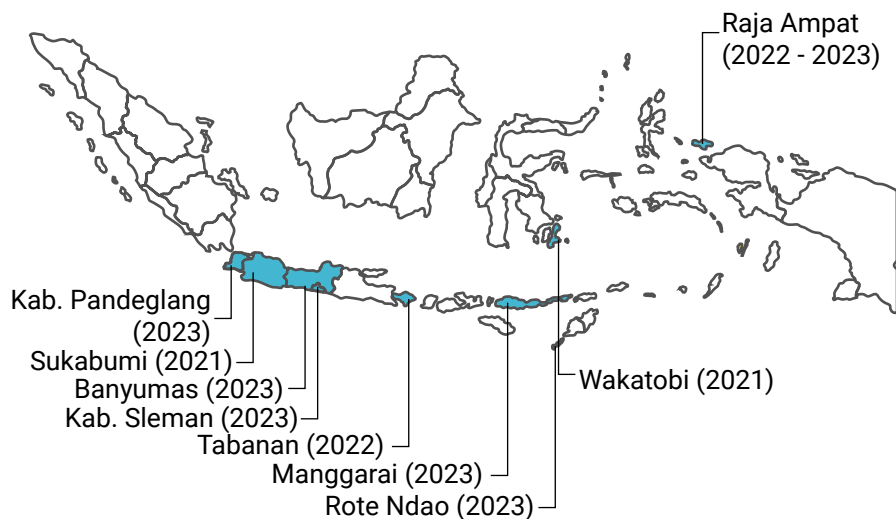 Raja Ampat
(2022 - 2023)
Kab. Pandeglang
(2023)
Sukabumi (2021)
Banyumas (2023)
Kab. Sleman (2023)
Tabanan (2022)
Manggarai (2023)
Rote Ndao (2023)
Wakatobi (2021)